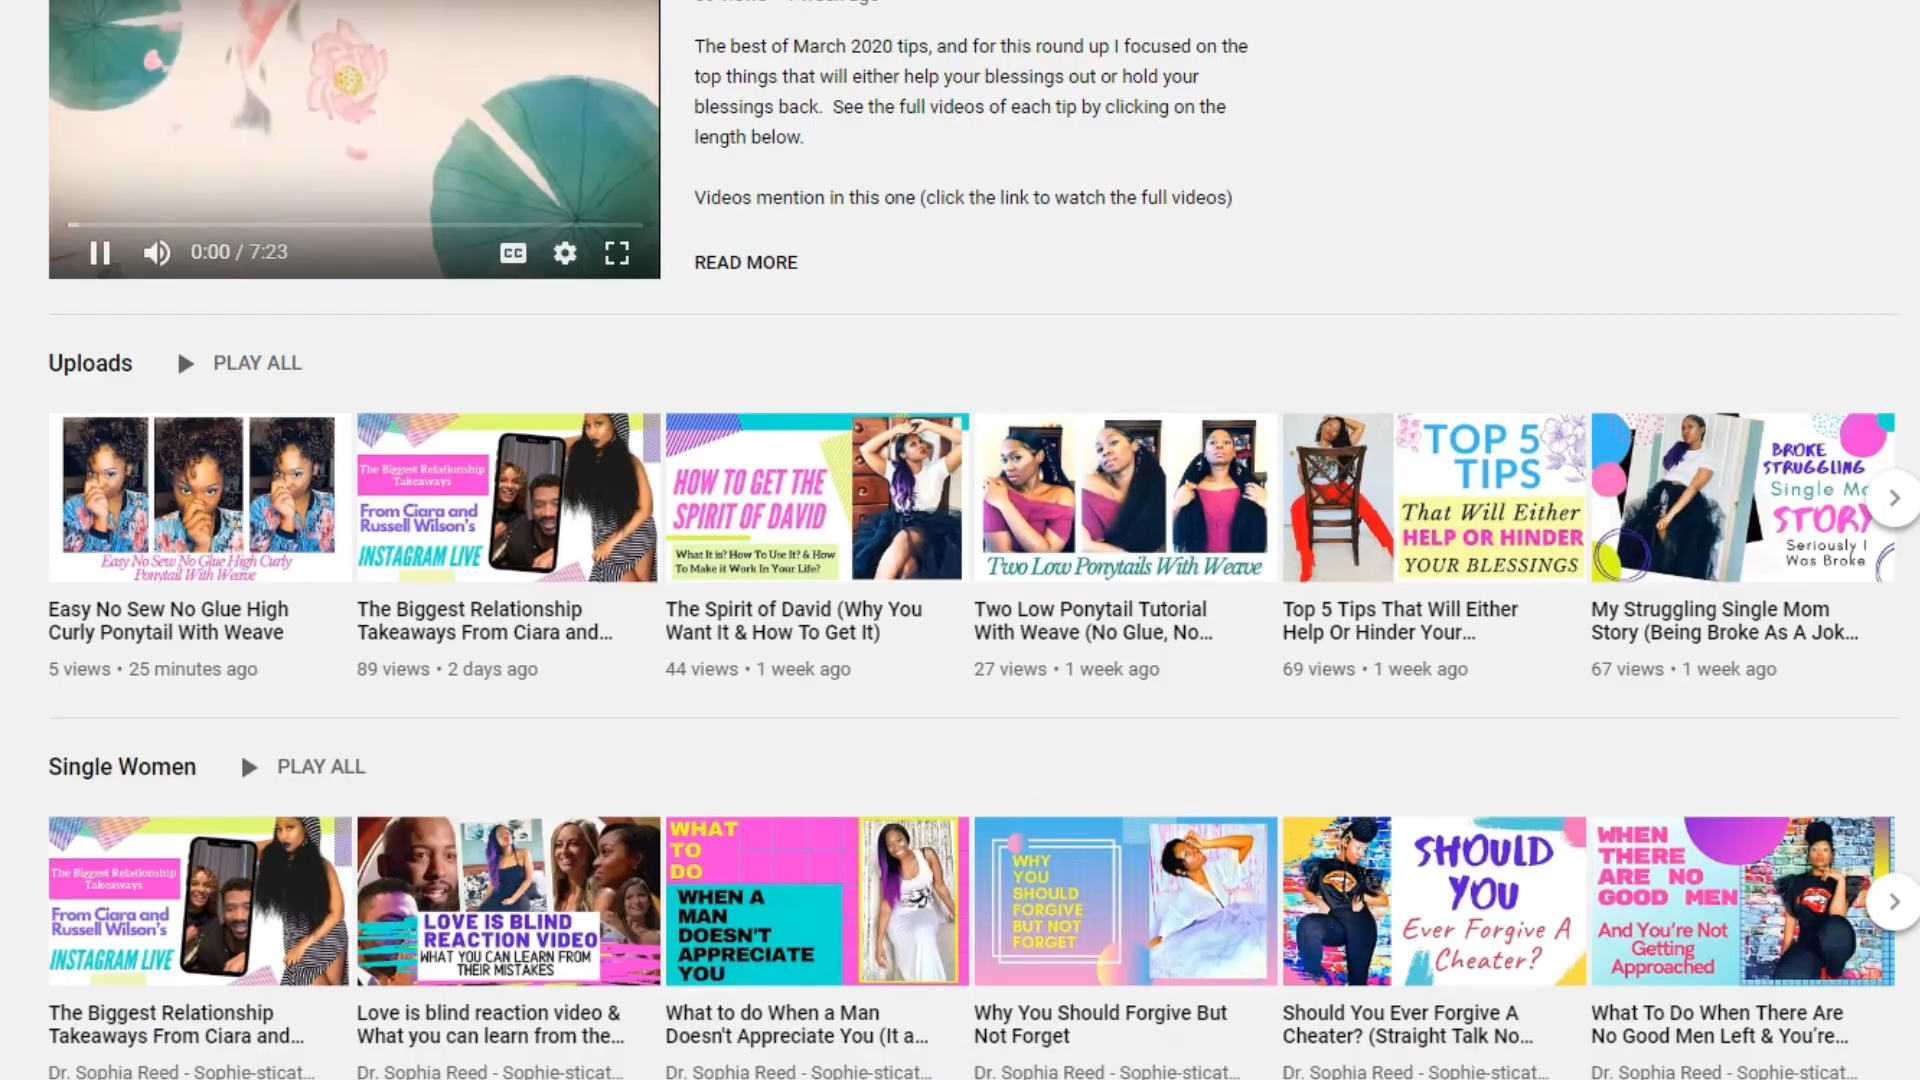 The best of March 2020 tips, and for this round up I focused on the
top things that will either help your blessings out or hold your
blessings back.  See the full videos of each tip by clicking on the
length below.
Videos mention in this one (click the link to watch the full videos)
READ MORE
0:00 / 7:23
CC
Uploads
PLAY ALL
Easy No Sew No Glue High Curly
Ponytail With Weave
The Biggest Relationship
Takeaways
From Ciara and
Russell Wilson's
INSTAGRAM LIVE
HOW TO GET THE
SPIRIT OF DAVID
What It is? How To Use It? & How
To Make it Work In Your Life?
Two Low Ponytails With Weave
TOP 5
TIPS
That Will Either
HELP OR HINDER
YOUR BLESSINGS
BROKE
STRUGGLING
Single
STORY
Seriously I
Was Broke
Easy No Sew No Glue High
Curly Ponytail With Weave
5 views • 25 minutes ago
The Biggest Relationship
Takeaways From Ciara and...
89 views • 2 days ago
The Spirit of David (Why You
Want It & How To Get It)
44 views • 1 week ago
Two Low Ponytail Tutorial
With Weave (No Glue, No...
27 views • 1 week ago
Top 5 Tips That Will Either
Help Or Hinder Your...
69 views • 1 week ago
My Struggling Single Mom
Story (Being Broke As A Jok...
67 views • 1 week ago
Single Women
PLAY ALL
The Biggest Relationship
Takeaways
From Ciara and
Russell Wilson's
INSTAGRAM LIVE
LOVE IS BLIND
REACTION VIDEO
WHAT YOU CAN LEARN FROM
THEIR MISTAKES
WHAT
TO
DO
WHEN A
MAN
DOESN'T
APPRECIATE
YOU
WHY
YOU
SHOULD
FORGIVE
BUT NOT
FORGET
SHOULD
YOU
Ever Forgive A
Cheater?
WHEN
THERE
ARE NO
GOOD MEN
And You're Not
Getting
Approached
The Biggest Relationship
Takeaways From Ciara and...
Dr. Sophia Reed - Sophie-sticat...
Love is blind reaction video &
What you can learn from the...
Dr. Sophia Reed - Sophie-sticat...
What to do When a Man
Doesn't Appreciate You (It a...
Dr. Sophia Reed - Sophie-sticat...
Why You Should Forgive But
Not Forget
Dr. Sophia Reed - Sophie-sticat...
Should You Ever Forgive A
Cheater? (Straight Talk No...
Dr. Sophia Reed - Sophie-sticat...
What To Do When There Are
No Good Men Left & You're...
Dr. Sophia Reed - Sophie-sticat...